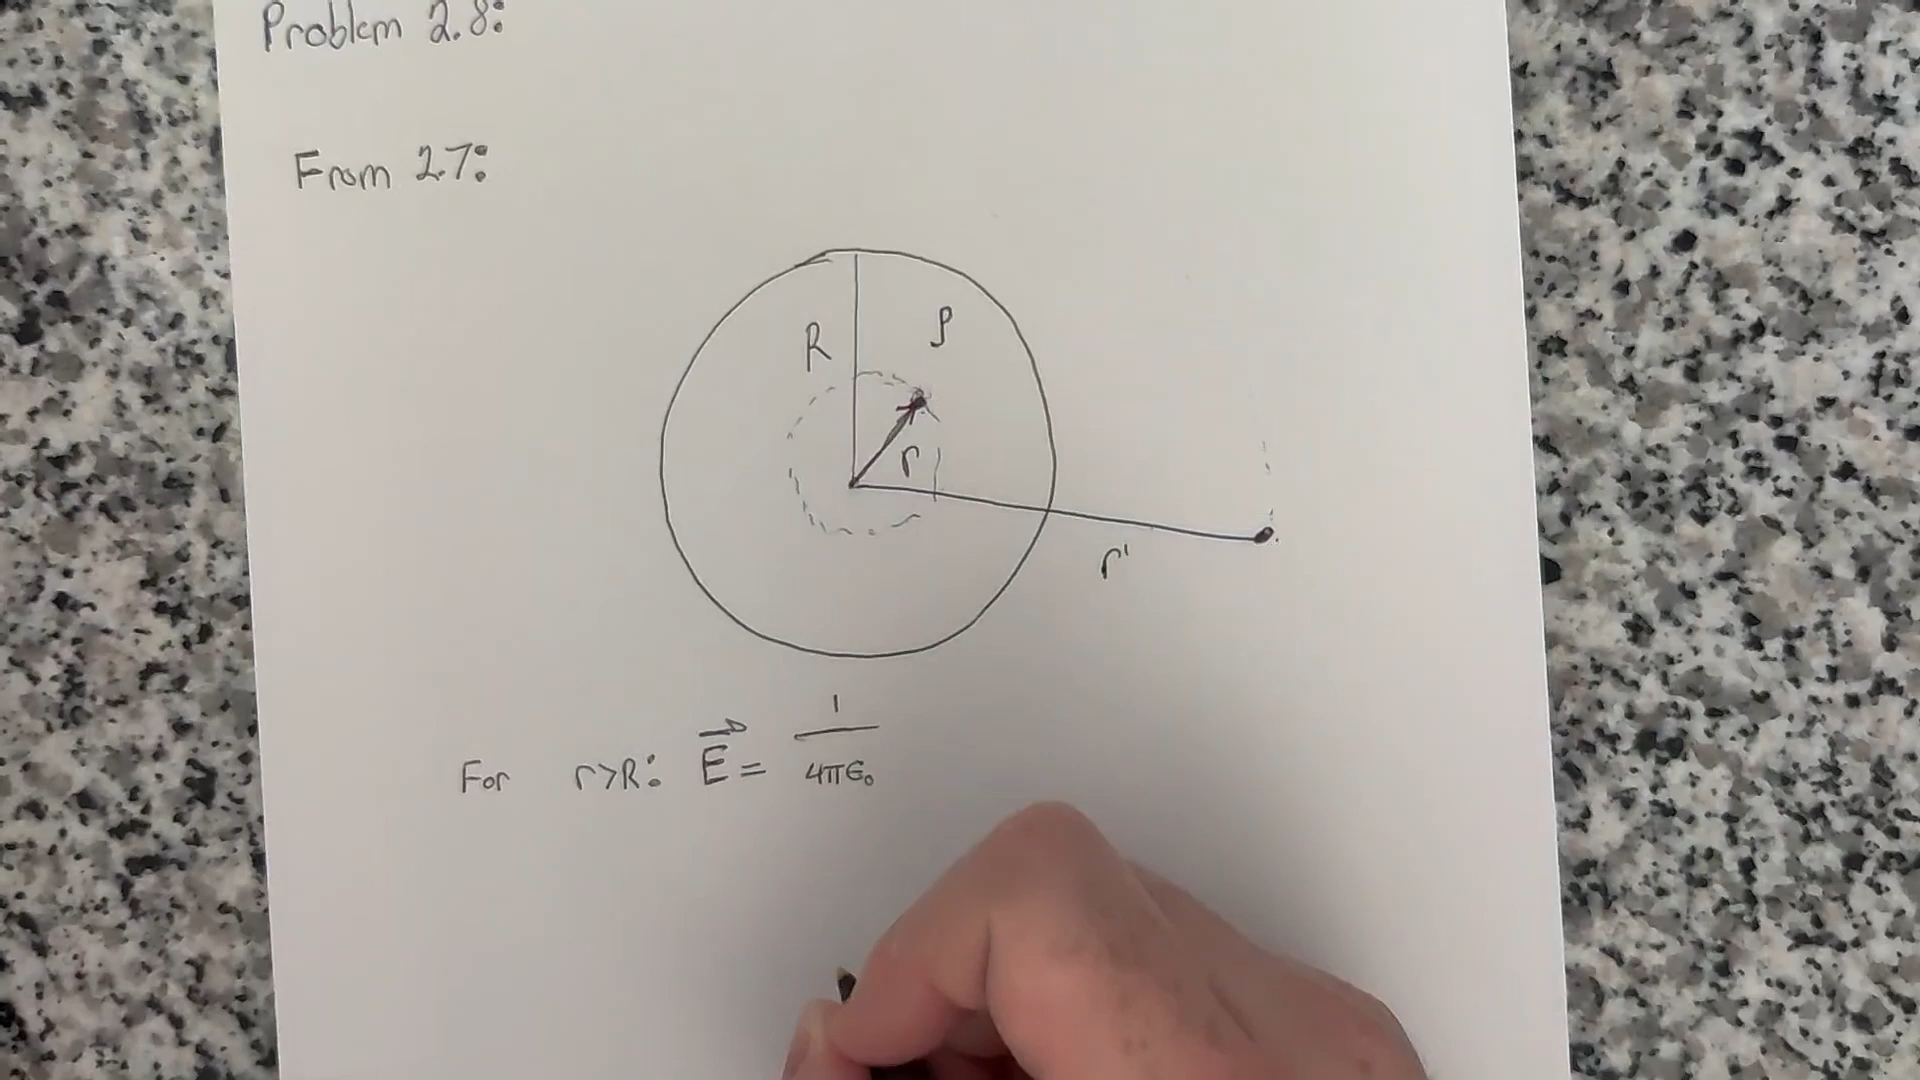 Problem 2.8:
From 2.7:
R
ρ
r
r'
For r>R: E⃗ = 1/4πϵ₀